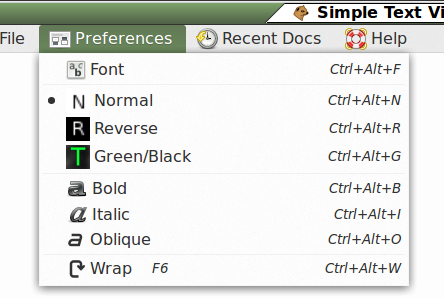 Simple Text Vi
File Preferences Recent Docs Help
Font Ctrl+Alt+F
N Normal Ctrl+Alt+N
R Reverse Ctrl+Alt+R
T Green/Black Ctrl+Alt+G
a Bold Ctrl+Alt+B
a Italic Ctrl+Alt+I
a Oblique Ctrl+Alt+O
Wrap F6 Ctrl+Alt+W